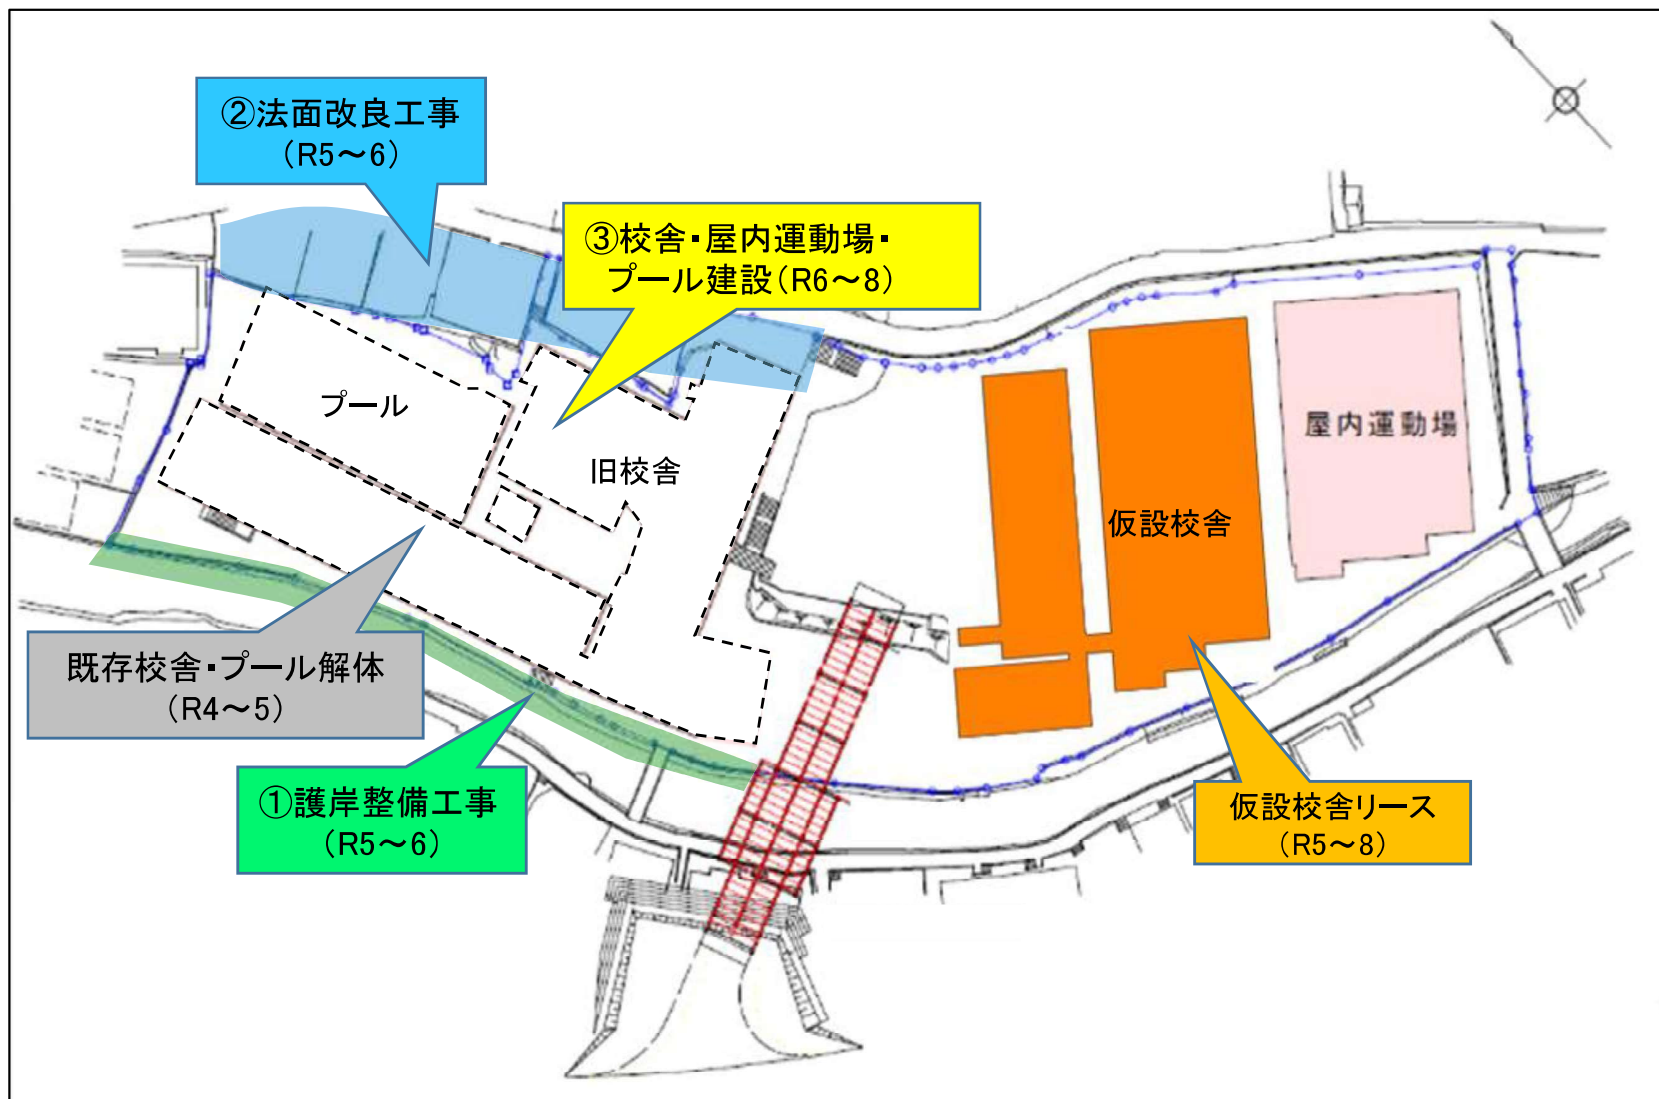 ②法面改良工事
（R5～6）
③校舎・屋内運動場・
プール建設（R6～8）
プール
旧校舎
屋内運動場
仮設校舎
既存校舎・プール解体
（R4～5）
①護岸整備工事
（R5～6）
仮設校舎リース
（R5～8）